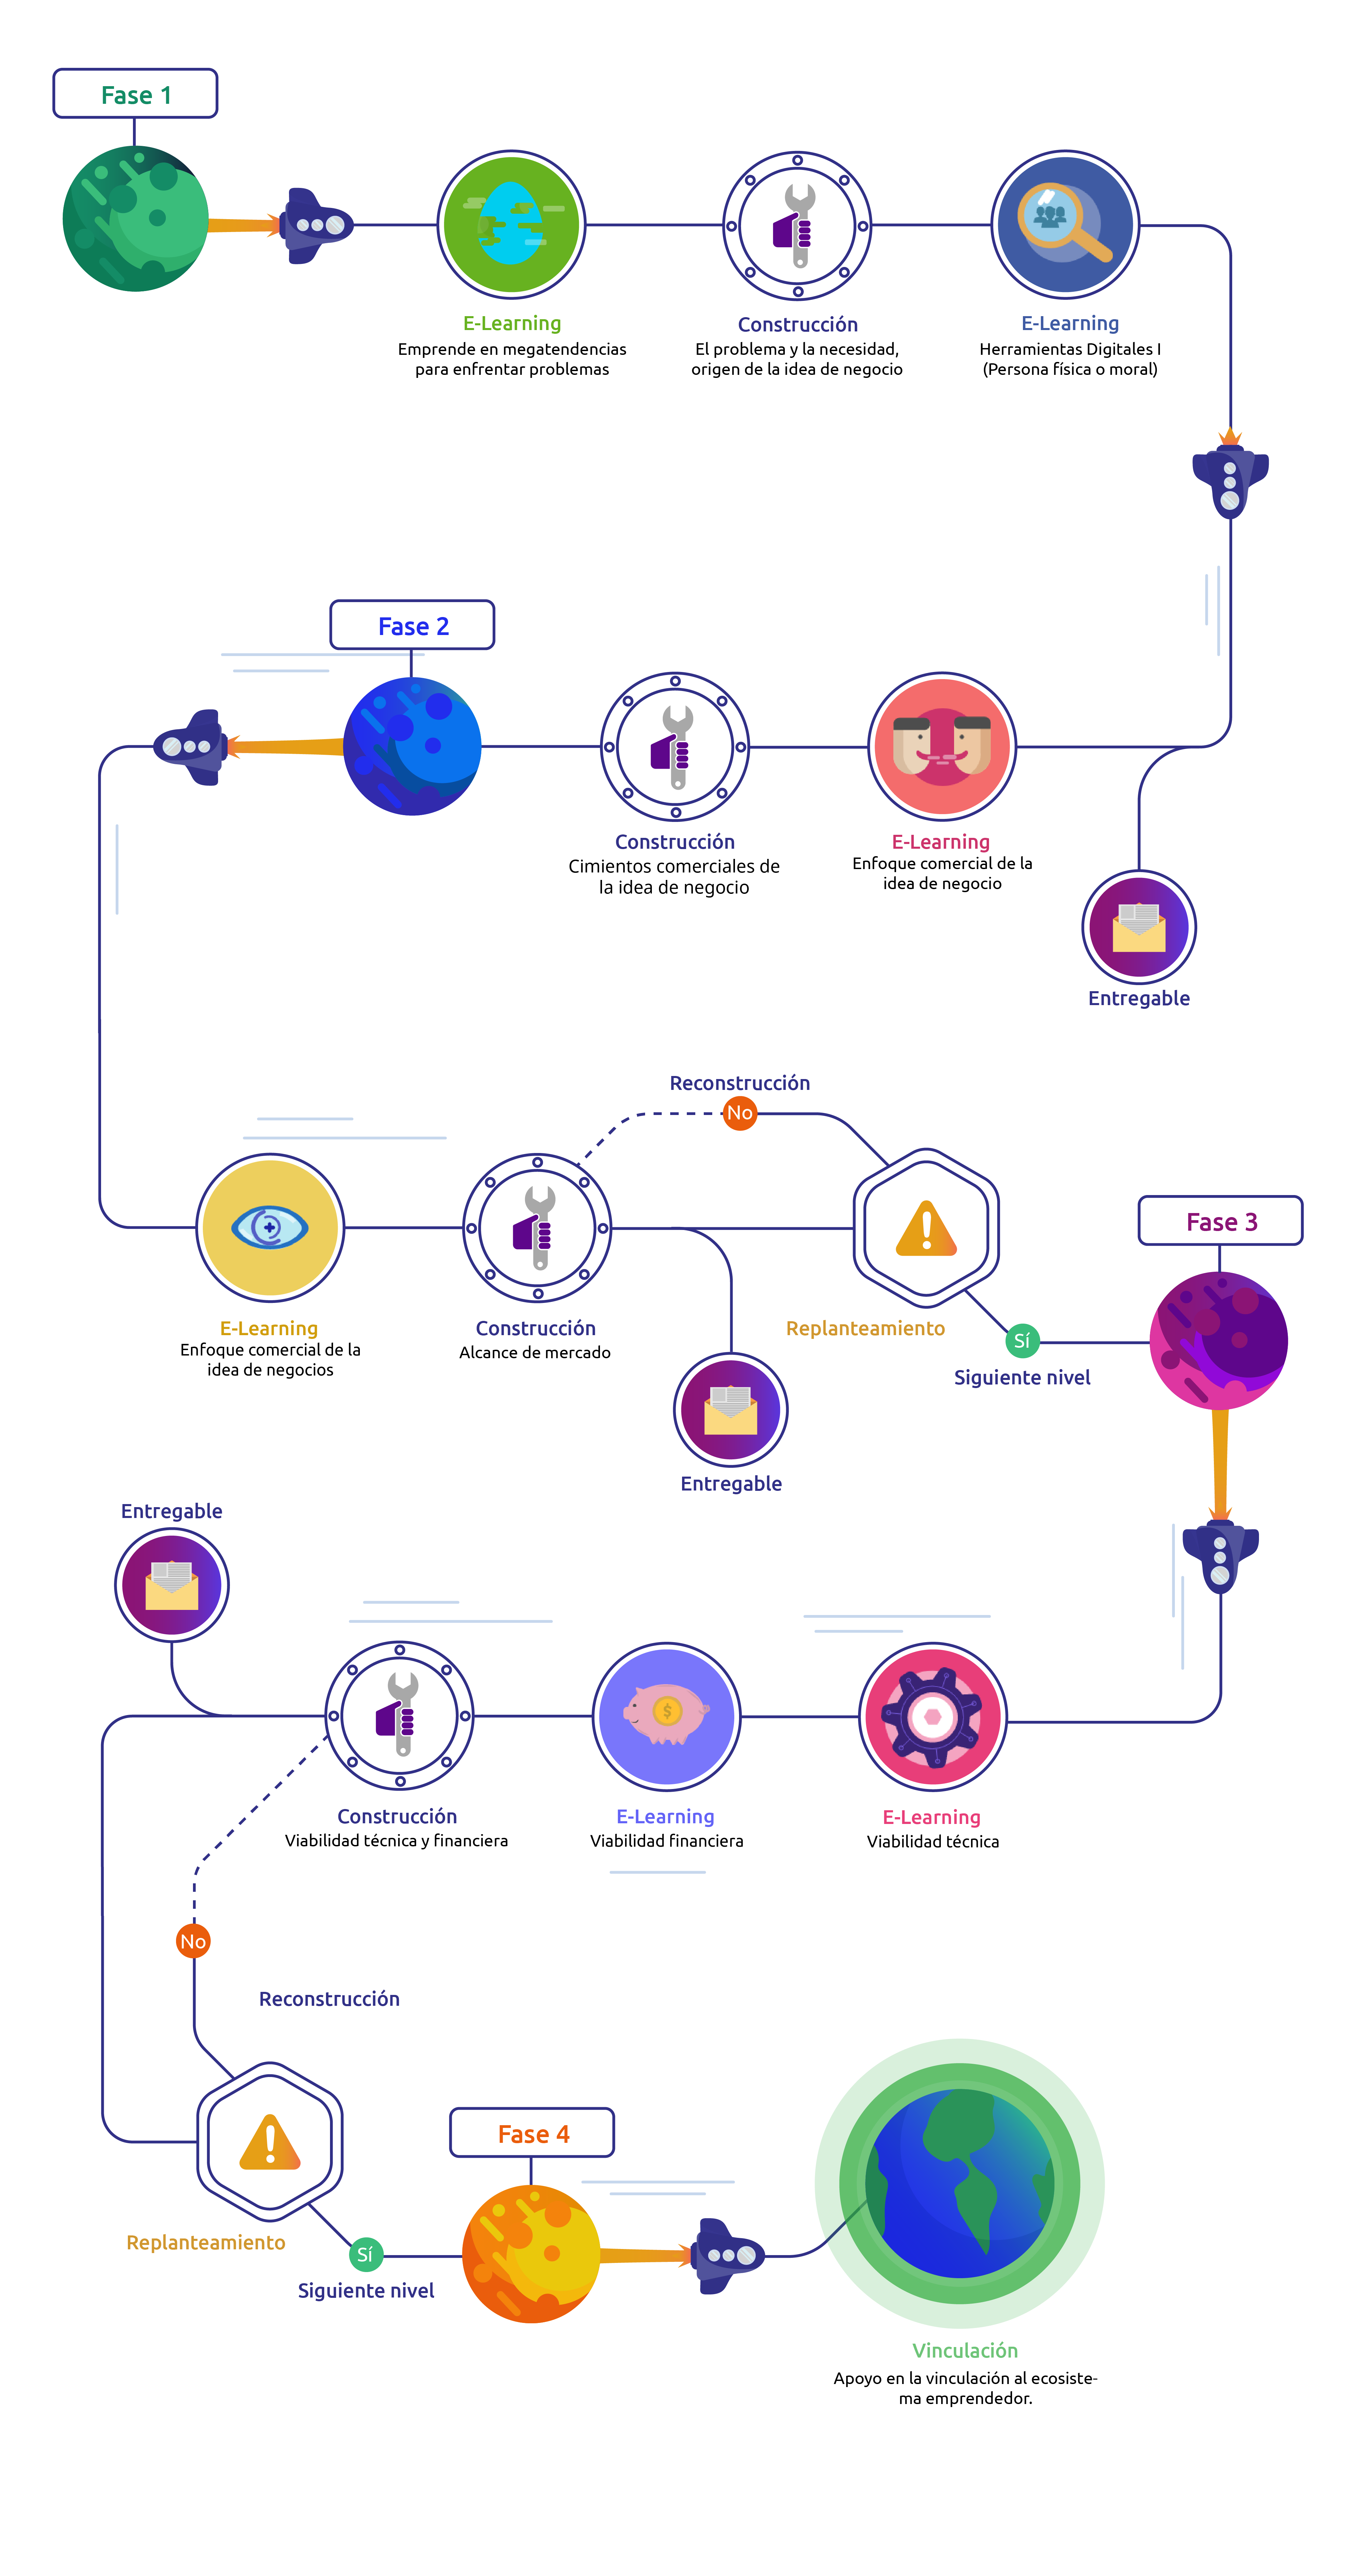 Fase 1
E-Learning
Emprende en megatendencias
para enfrentar problemas
Construcción
El problema y la necesidad,
origen de la idea de negocio
E-Learning
Herramientas Digitales I
(Persona física o moral)
Fase 2
Construcción
Cimientos comerciales de
la idea de negocio
E-Learning
Enfoque comercial de la
idea de negocio
Entregable
Reconstrucción
No
E-Learning
Enfoque comercial de la
idea de negocios
Construcción
Alcance de mercado
Entregable
Replanteamiento
Sí
Siguiente nivel
Fase 3
Entregable
Construcción
Viabilidad técnica y financiera
$
E-Learning
Viabilidad financiera
E-Learning
Viabilidad técnica
No
Reconstrucción
Replanteamiento
Sí
Siguiente nivel
Fase 4
Vinculación
Apoyo en la vinculación al ecosiste-
ma emprendedor.